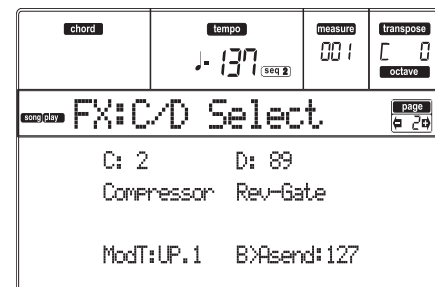 chord tempo measure transpose
♩- 137 seq 2 001 C 0
octave
song/play FX:C/D Select page
2
C: 2 D: 89
Compressor Rev-Gate
ModT:UP.1 B>Asend:127